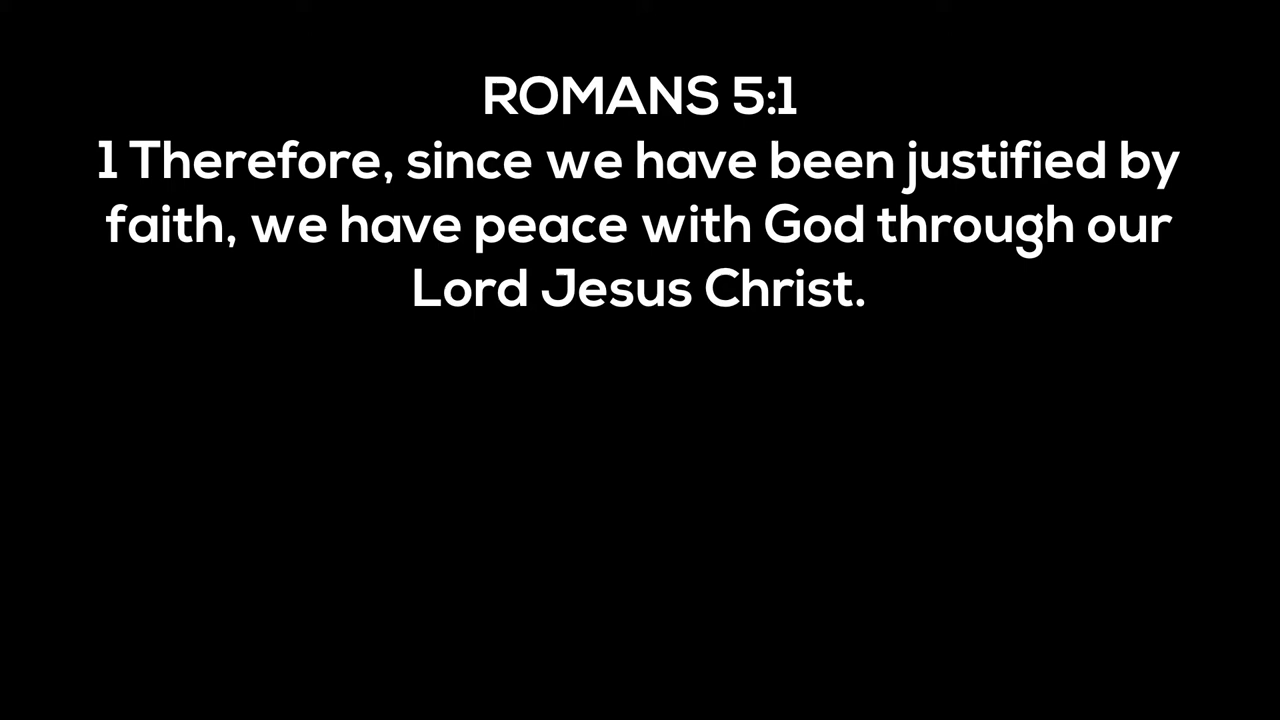 ROMANS 5:1
1 Therefore, since we have been justified by
faith, we have peace with God through our
Lord Jesus Christ.